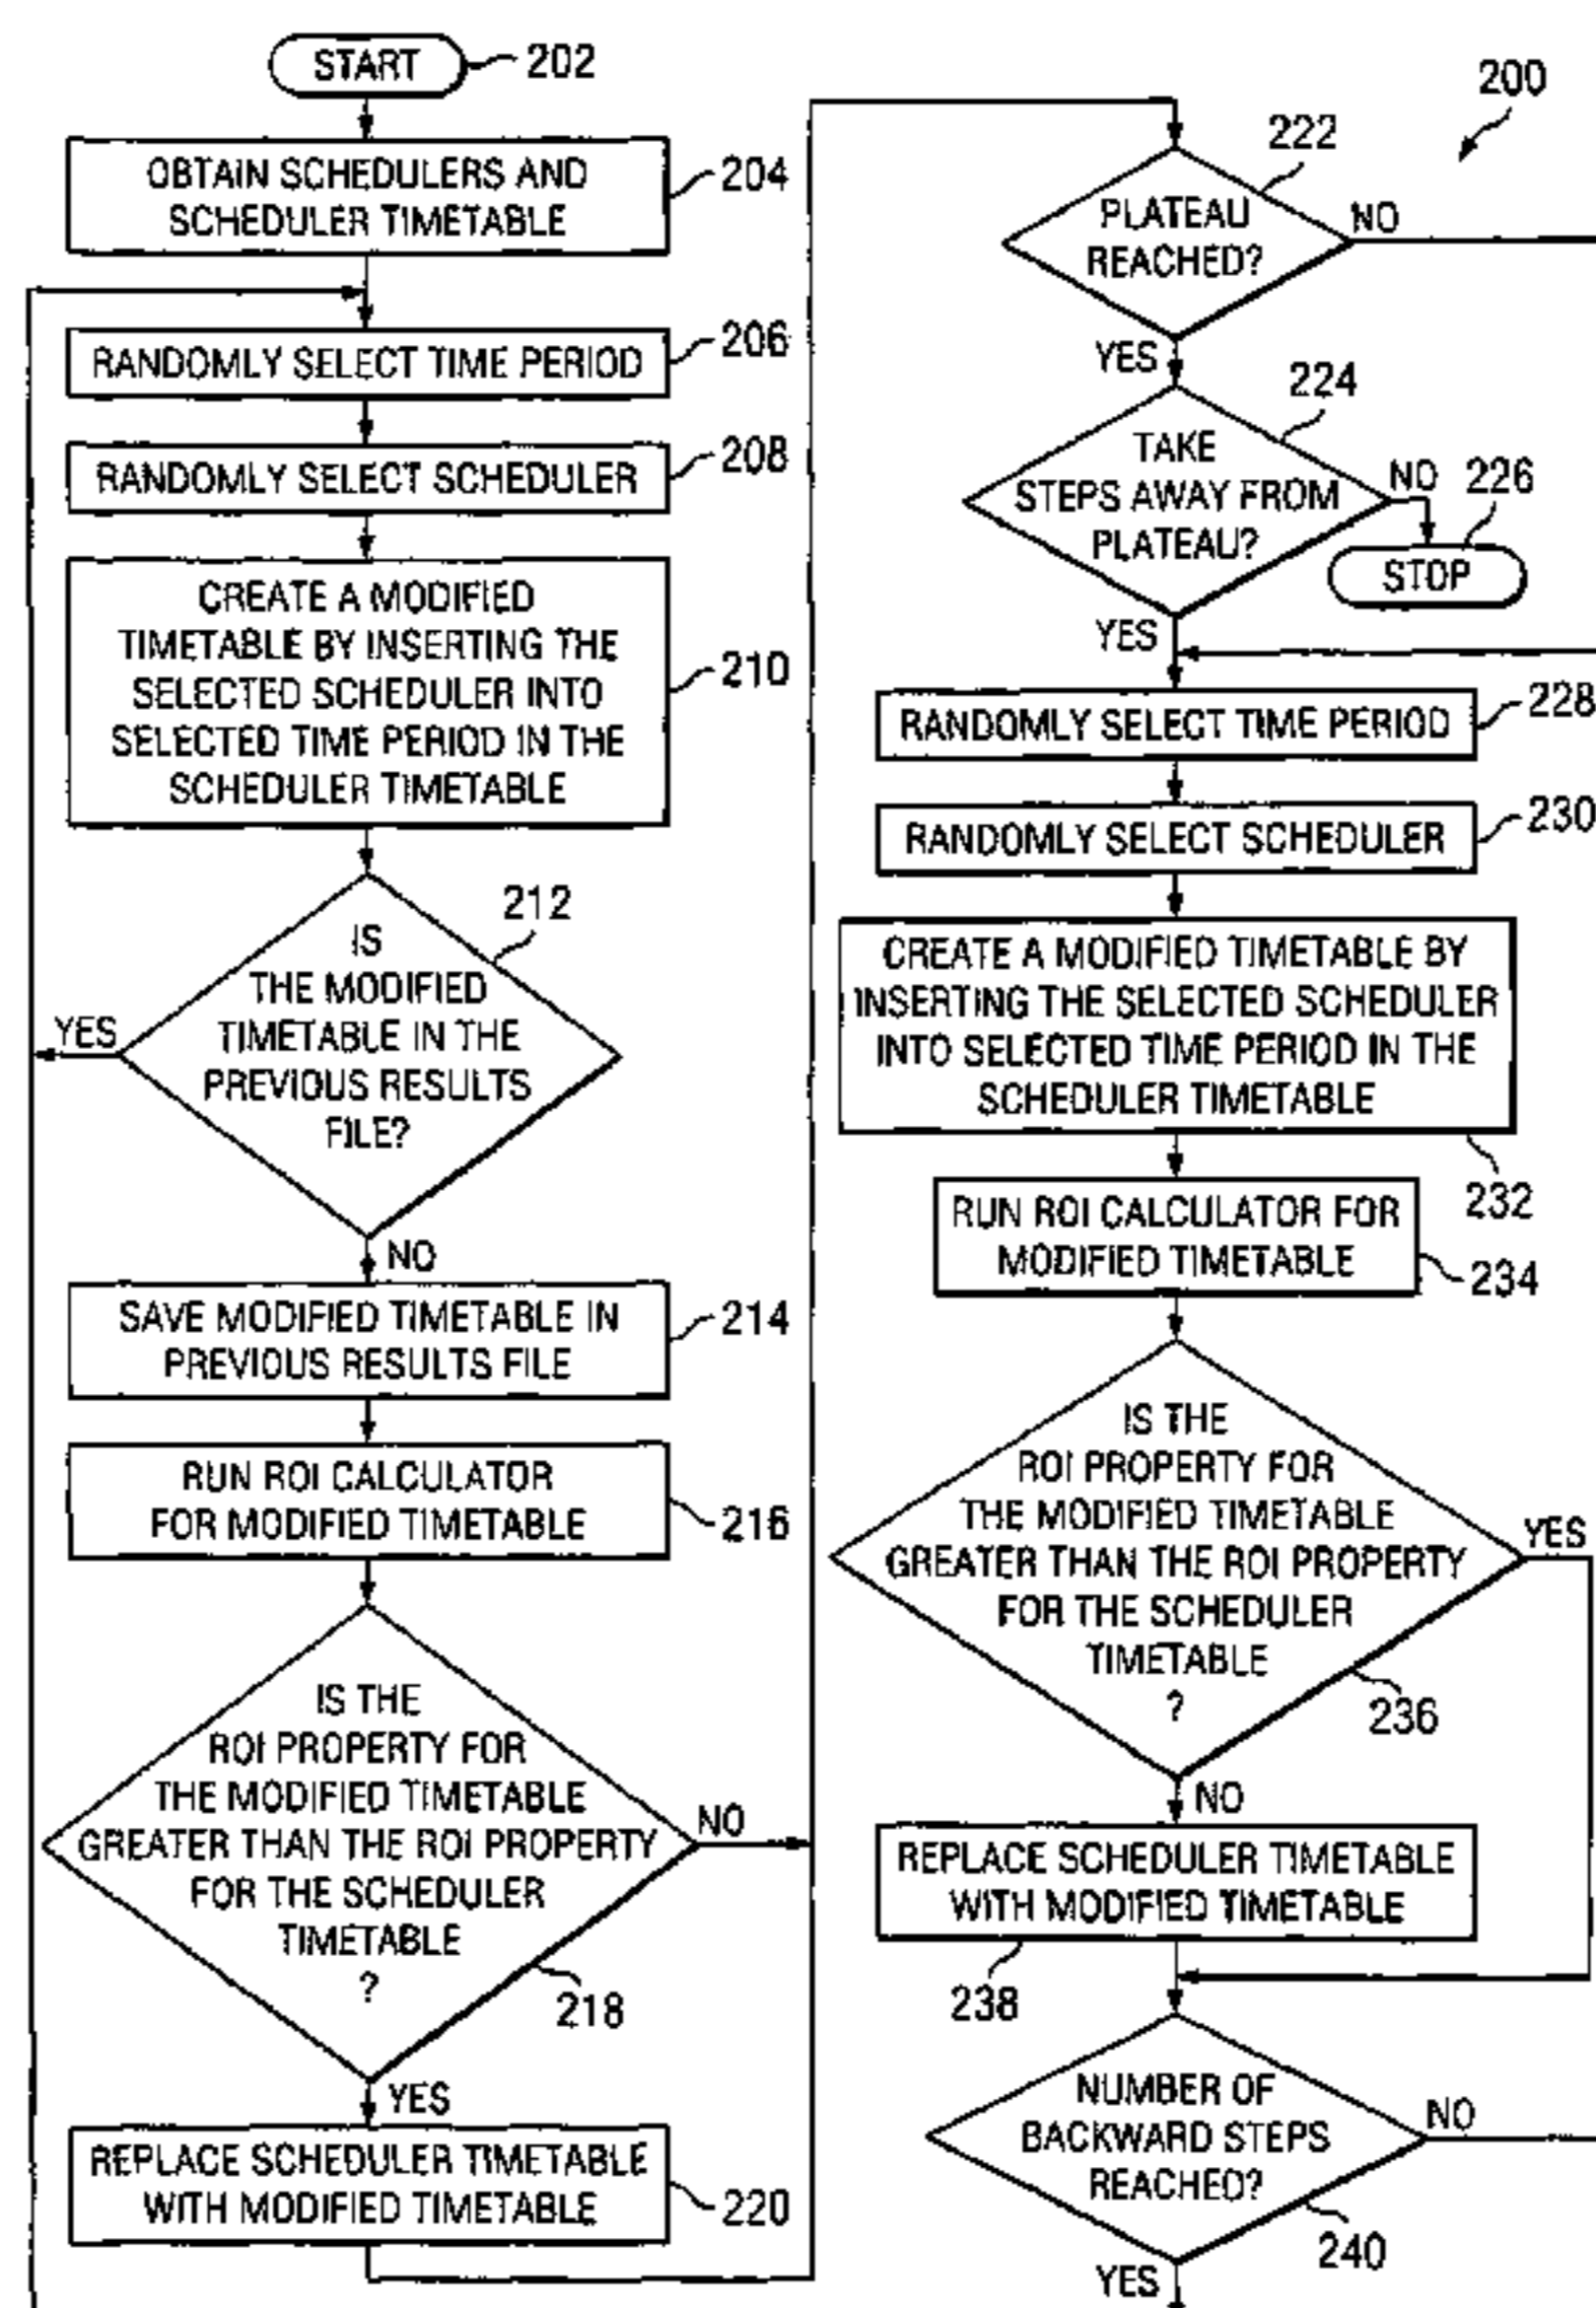 START
202
OBTAIN SCHEDULERS AND
SCHEDULER TIMETABLE
204
RANDOMLY SELECT TIME PERIOD
206
RANDOMLY SELECT SCHEDULER
208
CREATE A MODIFIED
TIMETABLE BY INSERTING THE
SELECTED SCHEDULER INTO
SELECTED TIME PERIOD IN THE
SCHEDULER TIMETABLE
210
212
IS
THE MODIFIED
TIMETABLE IN THE
PREVIOUS RESULTS
FILE?
YES
NO
SAVE MODIFIED TIMETABLE IN
PREVIOUS RESULTS FILE
214
RUN ROI CALCULATOR
FOR MODIFIED TIMETABLE
216
IS THE
ROI PROPERTY FOR
THE MODIFIED TIMETABLE
GREATER THAN THE ROI PROPERTY
FOR THE SCHEDULER
TIMETABLE
?
NO
218
YES
REPLACE SCHEDULER TIMETABLE
WITH MODIFIED TIMETABLE
220
200
222
PLATEAU
REACHED?
NO
YES
224
TAKE
STEPS AWAY FROM
PLATEAU?
NO
226
STOP
YES
RANDOMLY SELECT TIME PERIOD
228
RANDOMLY SELECT SCHEDULER
230
CREATE A MODIFIED TIMETABLE BY
INSERTING THE SELECTED SCHEDULER
INTO SELECTED TIME PERIOD IN THE
SCHEDULER TIMETABLE
232
RUN ROI CALCULATOR FOR
MODIFIED TIMETABLE
234
IS THE
ROI PROPERTY FOR
THE MODIFIED TIMETABLE
GREATER THAN THE ROI PROPERTY
FOR THE SCHEDULER
TIMETABLE
?
YES
236
NO
REPLACE SCHEDULER TIMETABLE
WITH MODIFIED TIMETABLE
238
NUMBER OF
BACKWARD STEPS
REACHED?
NO
240
YES